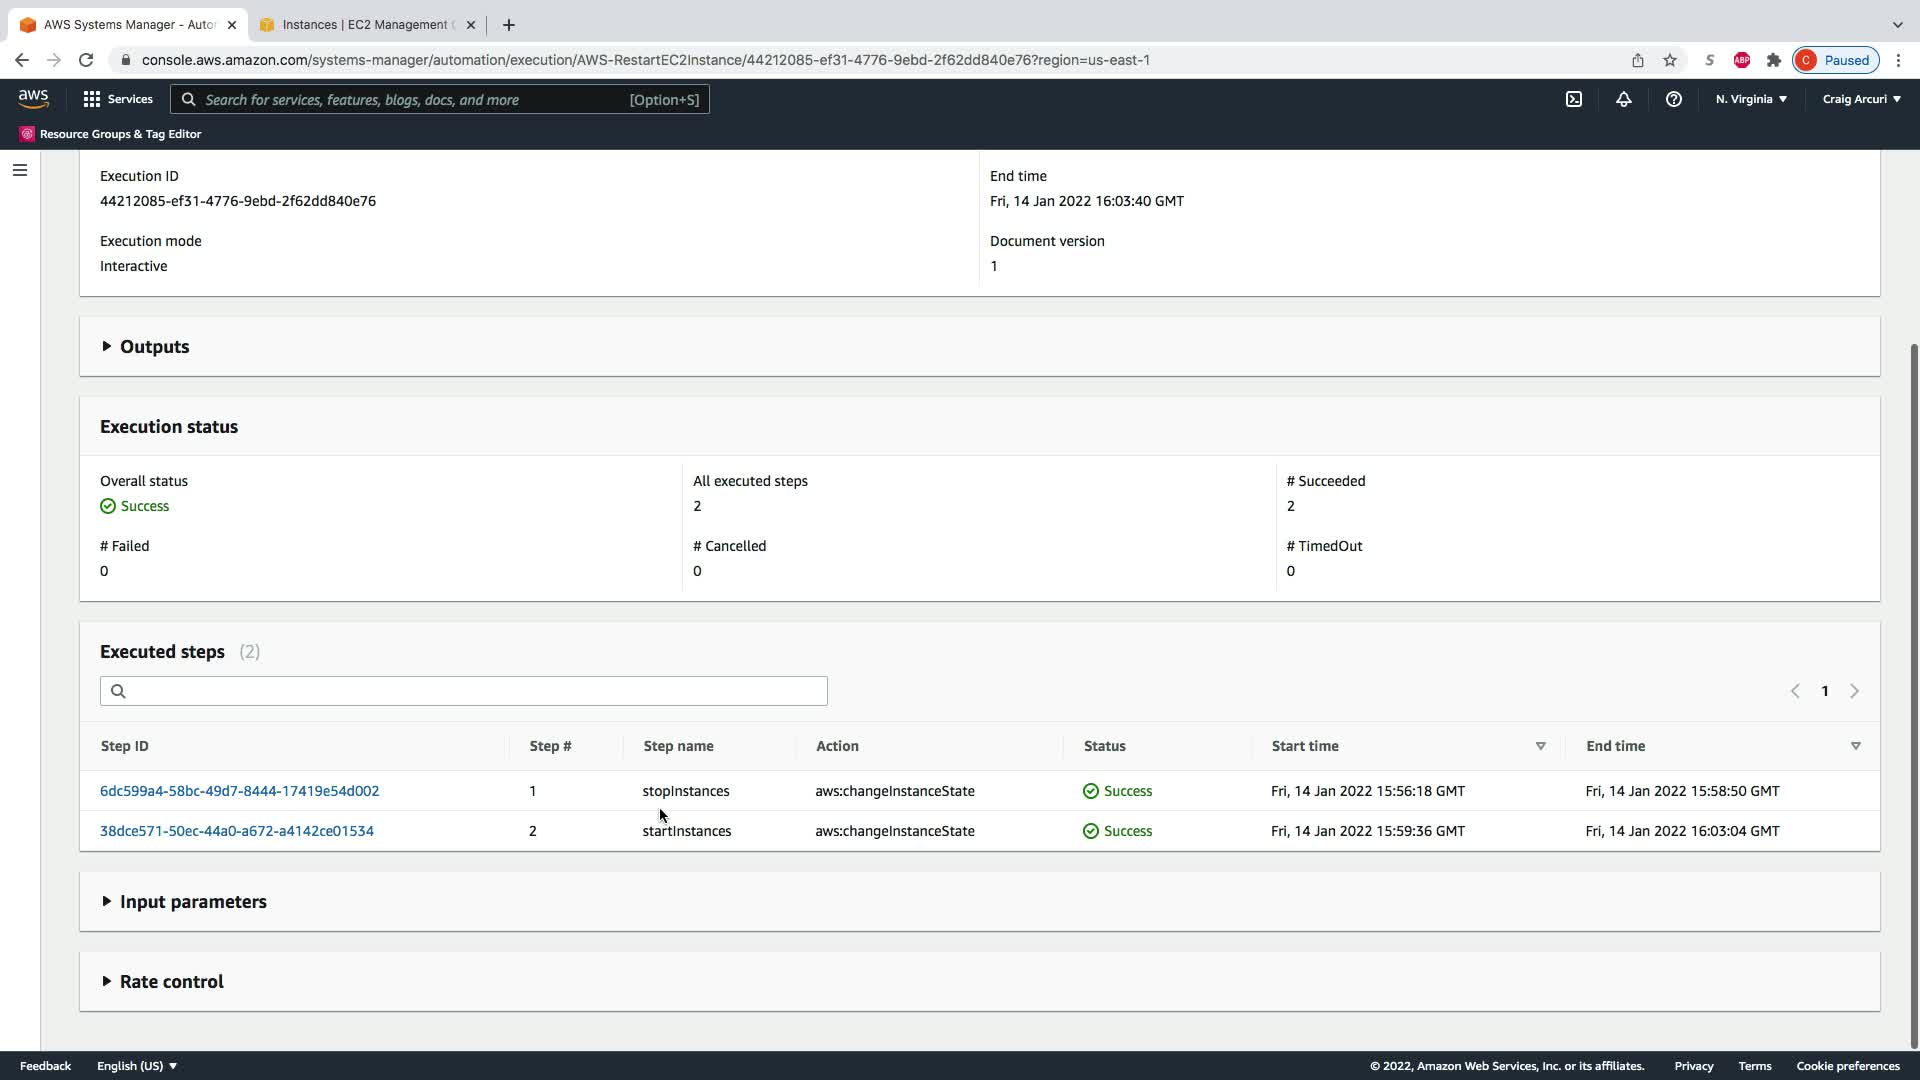 AWS Systems Manager - Auto
Instances | EC2 Management C
console.aws.amazon.com/systems-manager/automation/execution/AWS-RestartEC2Instance/44212085-ef31-4776-9ebd-2f62dd840e76?region=us-east-1
S
ABP
C Paused
aws
Services
Search for services, features, blogs, docs, and more
[Option+S]
N. Virginia
Craig Arcuri
Resource Groups & Tag Editor
Execution ID
44212085-ef31-4776-9ebd-2f62dd840e76
End time
Fri, 14 Jan 2022 16:03:40 GMT
Execution mode
Interactive
Document version
1
Outputs
Execution status
Overall status
Success
All executed steps
2
# Succeeded
2
# Failed
0
# Cancelled
0
# TimedOut
0
Executed steps (2)
1
Step ID Step # Step name Action Status Start time End time
6dc599a4-58bc-49d7-8444-17419e54d002 1 stopInstances aws:changeInstanceState Success Fri, 14 Jan 2022 15:56:18 GMT Fri, 14 Jan 2022 15:58:50 GMT
38dce571-50ec-44a0-a672-a4142ce01534 2 startInstances aws:changeInstanceState Success Fri, 14 Jan 2022 15:59:36 GMT Fri, 14 Jan 2022 16:03:04 GMT
Input parameters
Rate control
Feedback English (US) © 2022, Amazon Web Services, Inc. or its affiliates. Privacy Terms Cookie preferences